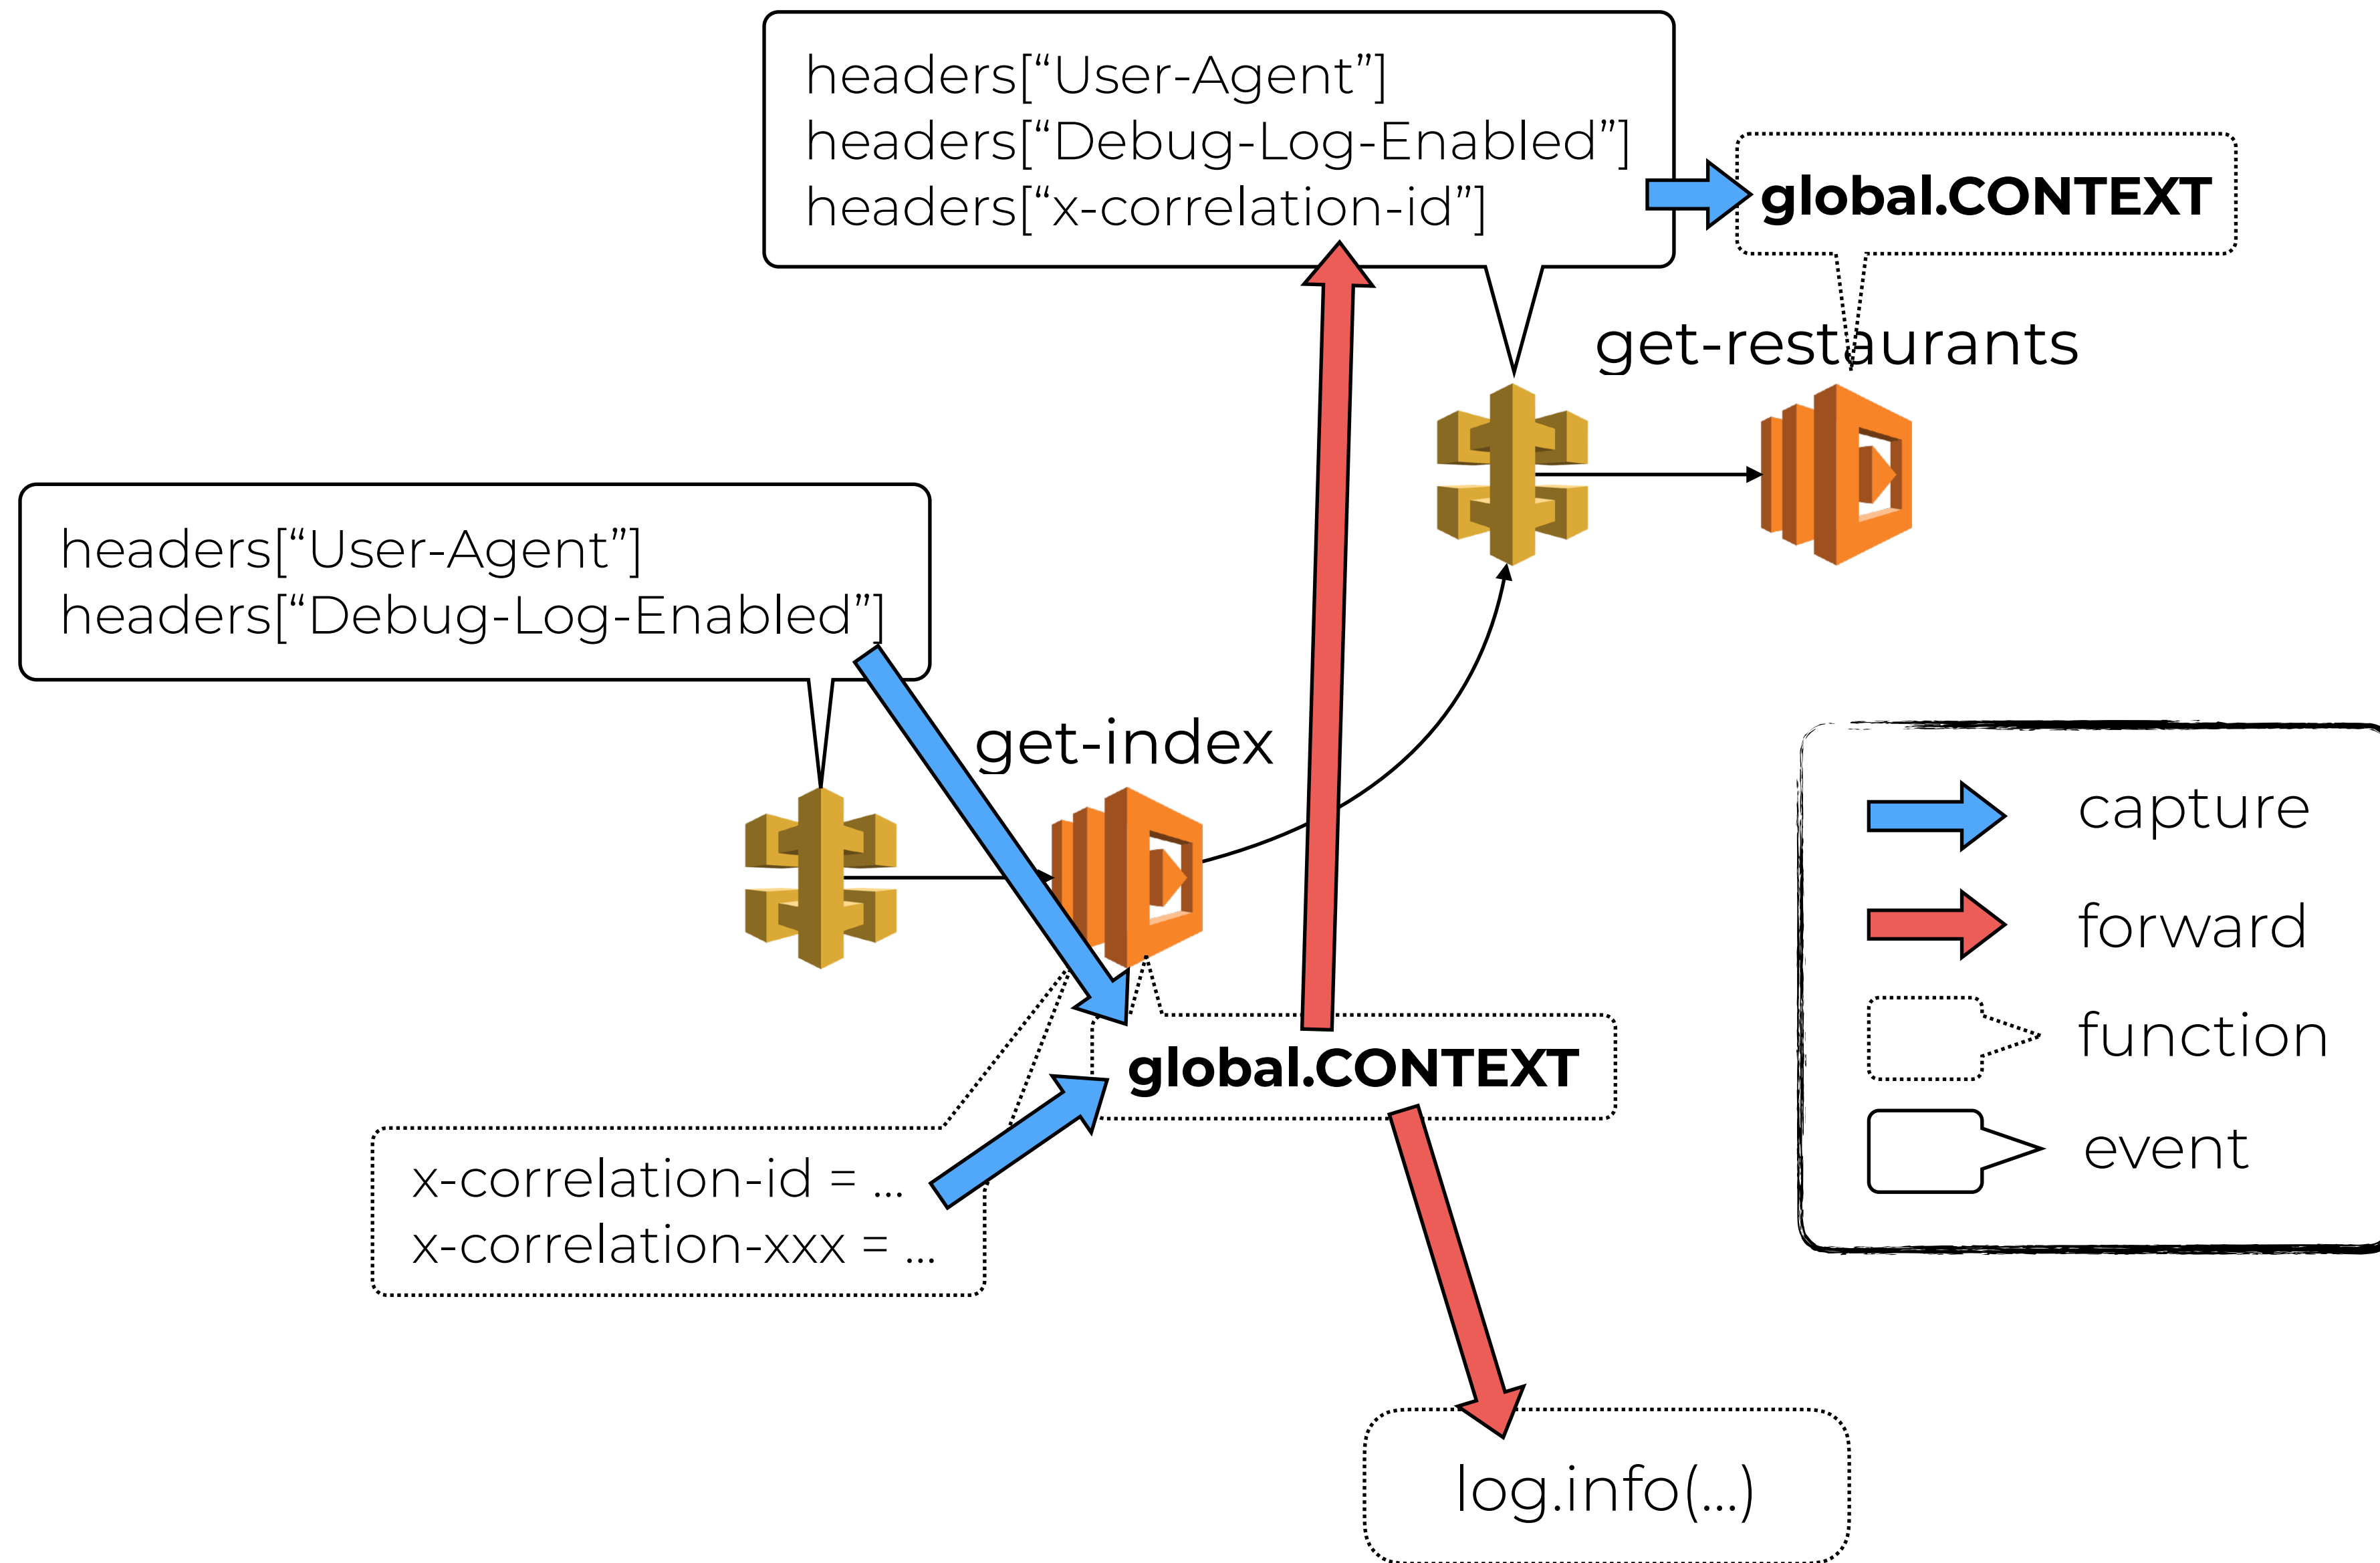 headers[“User-Agent”]
headers[“Debug-Log-Enabled”]
headers[“x-correlation-id”]
global.CONTEXT
get-restaurants
headers[“User-Agent”]
headers[“Debug-Log-Enabled”]
get-index
capture
forward
function
event
global.CONTEXT
x-correlation-id = ...
x-correlation-xxx = ...
log.info(...)